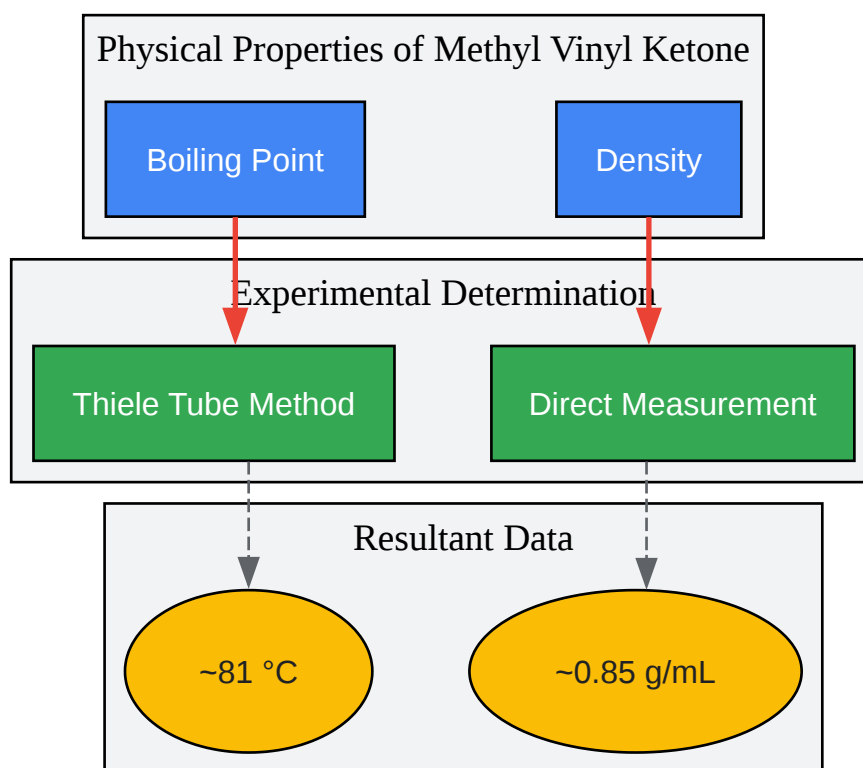 Physical Properties of Methyl Vinyl Ketone
Boiling Point
Density
Experimental Determination
Thiele Tube Method
Direct Measurement
Resultant Data
~81 °C
~0.85 g/mL